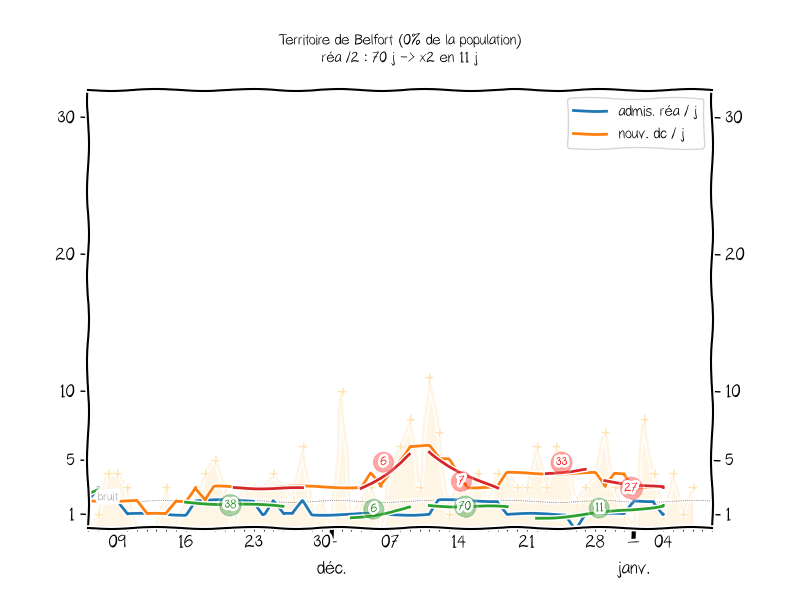 Territoire de Belfort (0% de la population)
réa /2 : 70 j -> x2 en 11 j
admis. réa / j
nouv. dc / j
30 30
20 20
10 10
5 5
1 1
6 33
7 27
bruit 38 6 70 11
09 16 23 30 07 14 21 28 04
déc. janv.